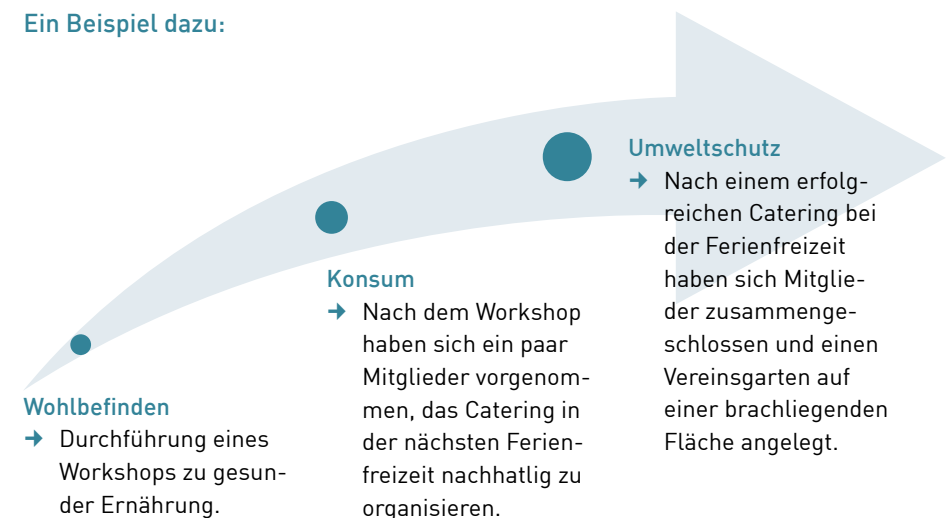 Ein Beispiel dazu:
Wohlbefinden
→ Durchführung eines
Workshops zu gesun-
der Ernährung.
Konsum
→ Nach dem Workshop
haben sich ein paar
Mitglieder vorgenom-
men, das Catering in
der nächsten Ferien-
freizeit nachhatlig zu
organisieren.
Umweltschutz
→ Nach einem erfolg-
reichen Catering bei
der Ferienfreizeit
haben sich Mitglie-
der zusammenge-
schlossen und einen
Vereinsgarten auf
einer brachliegenden
Fläche angelegt.